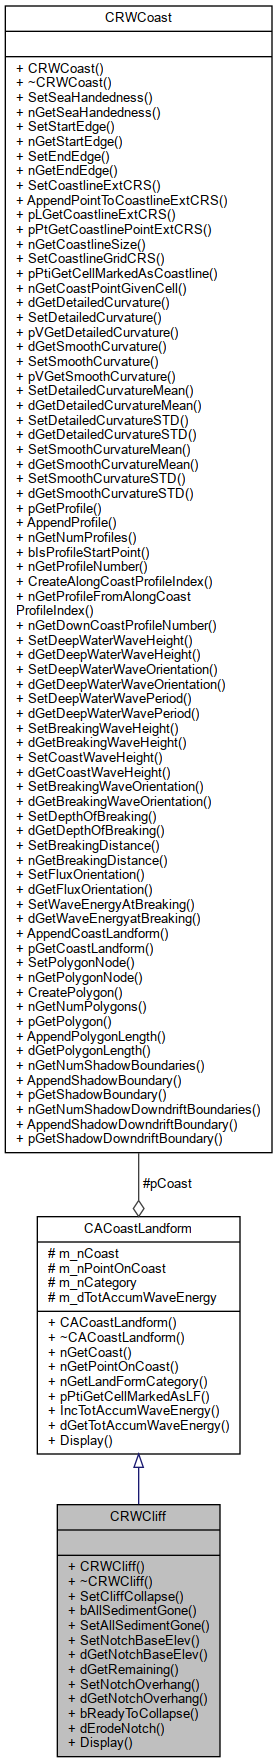 CRWCoast
+ CRWCoast()
+ ~CRWCoast()
+ SetSeaHandedness()
+ nGetSeaHandedness()
+ SetStartEdge()
+ nGetStartEdge()
+ SetEndEdge()
+ nGetEndEdge()
+ SetCoastlineExtCRS()
+ AppendPointToCoastlineExtCRS()
+ pLGetCoastlineExtCRS()
+ pPtGetCoastlinePointExtCRS()
+ nGetCoastlineSize()
+ SetCoastlineGridCRS()
+ pPtiGetCellMarkedAsCoastline()
+ nGetCoastPointGivenCell()
+ dGetDetailedCurvature()
+ SetDetailedCurvature()
+ pVGetDetailedCurvature()
+ dGetSmoothCurvature()
+ SetSmoothCurvature()
+ pVGetSmoothCurvature()
+ SetDetailedCurvatureMean()
+ dGetDetailedCurvatureMean()
+ SetDetailedCurvatureSTD()
+ dGetDetailedCurvatureSTD()
+ SetSmoothCurvatureMean()
+ dGetSmoothCurvatureMean()
+ SetSmoothCurvatureSTD()
+ dGetSmoothCurvatureSTD()
+ pGetProfile()
+ AppendProfile()
+ nGetNumProfiles()
+ bIsProfileStartPoint()
+ nGetProfileNumber()
+ CreateAlongCoastProfileIndex()
+ nGetProfileFromAlongCoast
ProfileIndex()
+ nGetDownCoastProfileNumber()
+ SetDeepWaterWaveHeight()
+ dGetDeepWaterWaveHeight()
+ SetDeepWaterWaveOrientation()
+ dGetDeepWaterWaveOrientation()
+ SetDeepWaterWavePeriod()
+ dGetDeepWaterWavePeriod()
+ SetBreakingWaveHeight()
+ dGetBreakingWaveHeight()
+ SetCoastWaveHeight()
+ dGetCoastWaveHeight()
+ SetBreakingWaveOrientation()
+ dGetBreakingWaveOrientation()
+ SetDepthOfBreaking()
+ dGetDepthOfBreaking()
+ SetBreakingDistance()
+ nGetBreakingDistance()
+ SetFluxOrientation()
+ dGetFluxOrientation()
+ SetWaveEnergyAtBreaking()
+ dGetWaveEnergyatBreaking()
+ AppendCoastLandform()
+ pGetCoastLandform()
+ SetPolygonNode()
+ nGetPolygonNode()
+ CreatePolygon()
+ nGetNumPolygons()
+ pGetPolygon()
+ AppendPolygonLength()
+ dGetPolygonLength()
+ nGetNumShadowBoundaries()
+ AppendShadowBoundary()
+ pGetShadowBoundary()
+ nGetNumShadowDowndriftBoundaries()
+ AppendShadowDowndriftBoundary()
+ pGetShadowDowndriftBoundary()
#pCoast
CACoastLandform
# m_nCoast
# m_nPointOnCoast
# m_nCategory
# m_dTotAccumWaveEnergy
+ CACoastLandform()
+ ~CACoastLandform()
+ nGetCoast()
+ nGetPointOnCoast()
+ nGetLandFormCategory()
+ pPtiGetCellMarkedAsLF()
+ IncTotAccumWaveEnergy()
+ dGetTotAccumWaveEnergy()
+ Display()
CRWCliff
+ CRWCliff()
+ ~CRWCliff()
+ SetCliffCollapse()
+ bAllSedimentGone()
+ SetAllSedimentGone()
+ SetNotchBaseElev()
+ dGetNotchBaseElev()
+ dGetRemaining()
+ SetNotchOverhang()
+ dGetNotchOverhang()
+ bReadyToCollapse()
+ dErodeNotch()
+ Display()